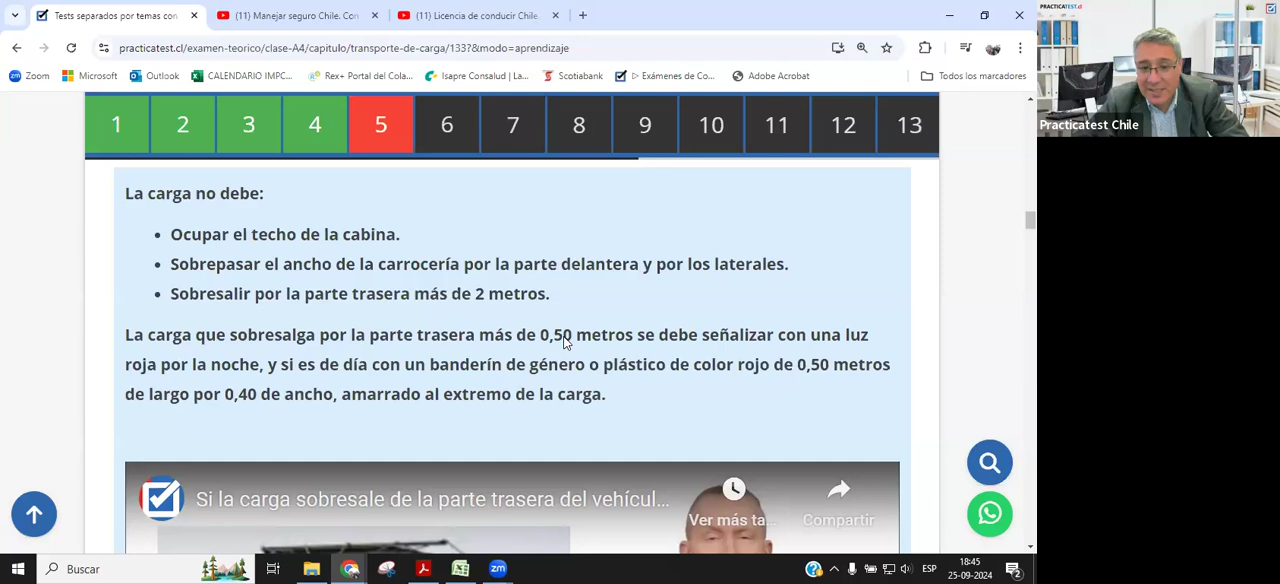 Tests separados por temas con
(11) Manejar seguro Chile
(11) Licencia de conducir Chile
practicatest.cl/examen-teorico/clase-A4/capitulo/transporte-de-carga/1337&modo=aprendizaje
Zoom
Microsoft
Outlook
CALENDARIO IMPC...
Rex+ Portal del Cola...
Isapre Consalud | La...
Scotiabank
Exámenes de Co...
Adobe Acrobat
Todos los marcadores
PRACTICATEST.cl
Practicatest Chile
1 2 3 4 5 6 7 8 9 10 11 12 13
La carga no debe:
• Ocupar el techo de la cabina.
• Sobrepasar el ancho de la carrocería por la parte delantera y por los laterales.
• Sobresalir por la parte trasera más de 2 metros.
La carga que sobresalga por la parte trasera más de 0,50 metros se debe señalizar con una luz
roja por la noche, y si es de día con un banderín de género o plástico de color rojo de 0,50 metros
de largo por 0,40 de ancho, amarrado al extremo de la carga.
Si la carga sobresale de la parte trasera del vehícul...
Ver más ta...
Compartir
Buscar
ESP
18:45
25-09-2024
2